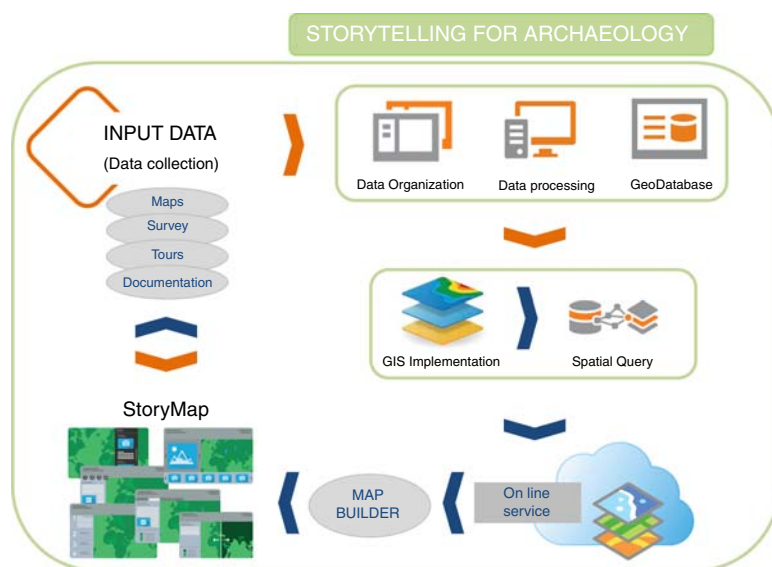 STORYTELLING FOR ARCHAEOLOGY
INPUT DATA
(Data collection)
Maps
Survey
Tours
Documentation
Data Organization
Data processing
GeoDatabase
GIS Implementation
Spatial Query
StoryMap
MAP
BUILDER
On line
service